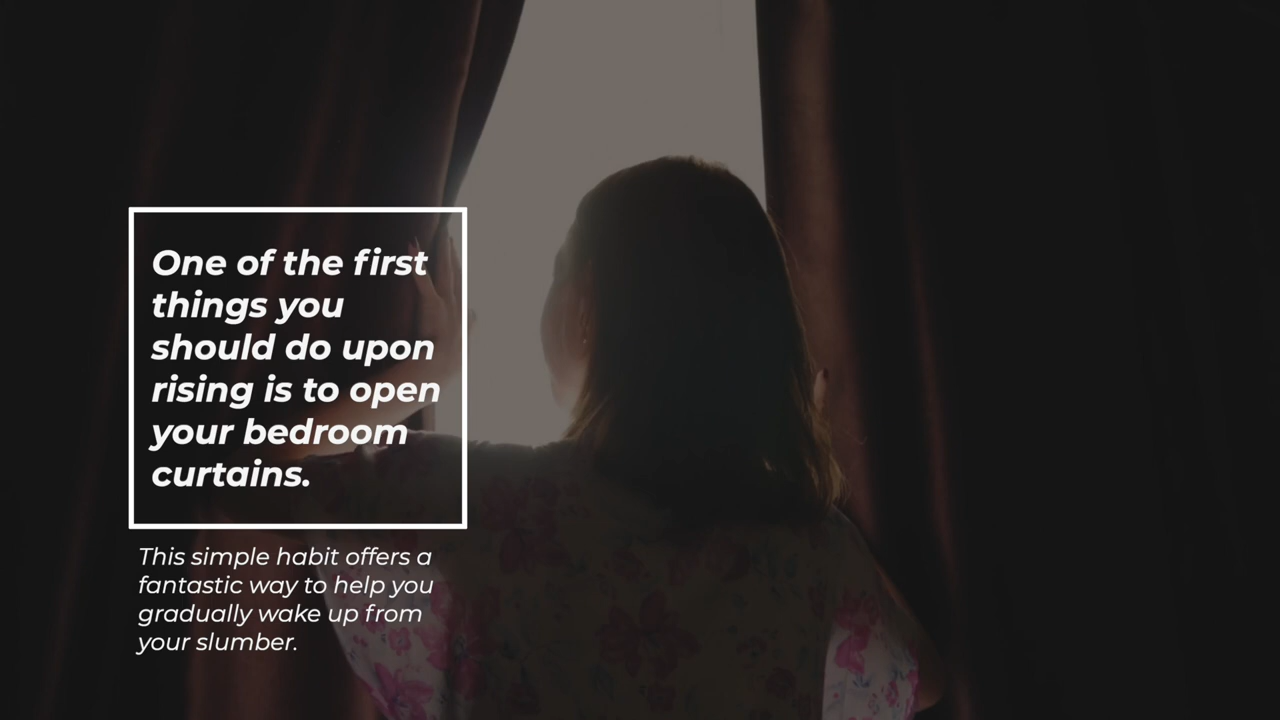 One of the first
things you
should do upon
rising is to open
your bedroom
curtains.
This simple habit offers a
fantastic way to help you
gradually wake up from
your slumber.